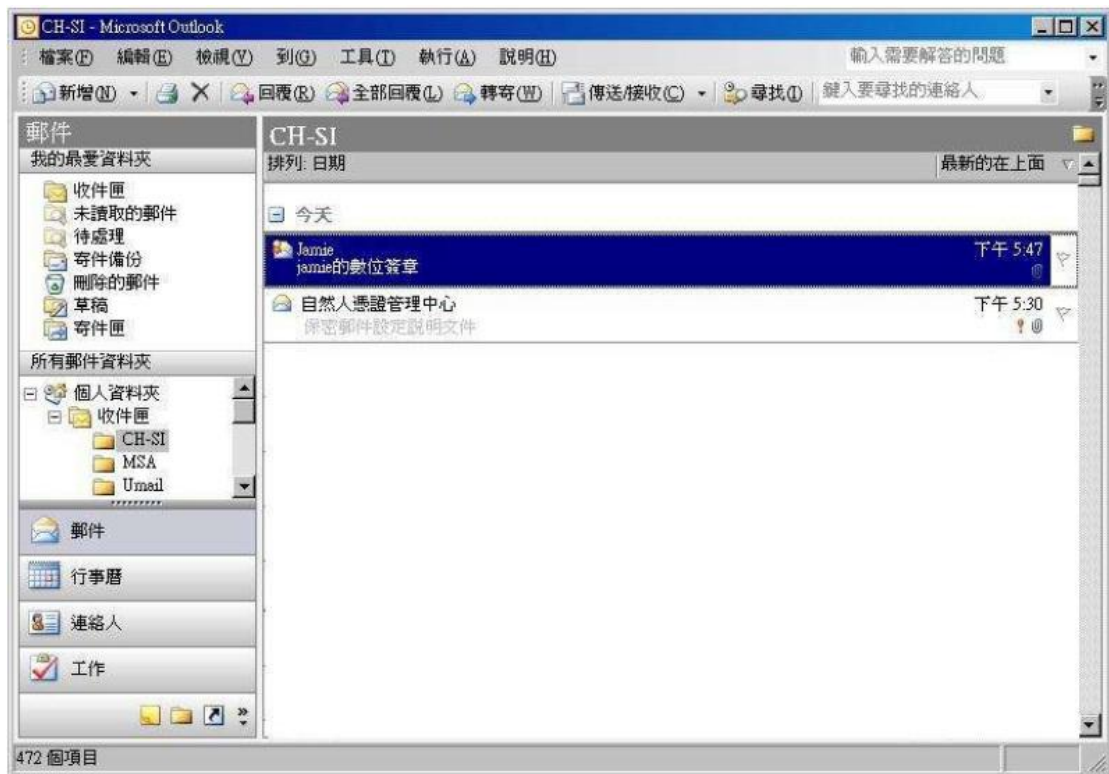 CH-SI - Microsoft Outlook
檔案(F) 編輯(E) 檢視(V) 到(G) 工具(T) 執行(A) 說明(H) 輸入需要解答的問題
新增(N) 回覆(R) 全部回覆(L) 轉寄(W) 傳送/接收(C) 尋找(I) 鍵入要尋找的連絡人
郵件
我的最愛資料夾
收件匣
未讀取的郵件
待處理
寄件備份
刪除的郵件
草稿
寄件匣
所有郵件資料夾
個人資料夾
收件匣
CH-SI
MSA
Umail
郵件
行事曆
連絡人
工作
CH-SI
排列: 日期 最新的在上面
今天
Jamie 下午 5:47
jamie的數位簽章
自然人憑證管理中心 下午 5:30
保密郵件設定說明文件
472 個項目